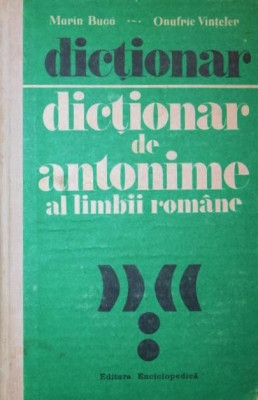 Marin Bucă --- Onufrie Vințeler
dicționar
dicționar
de
antonime
al limbii române
Editura Enciclopedică